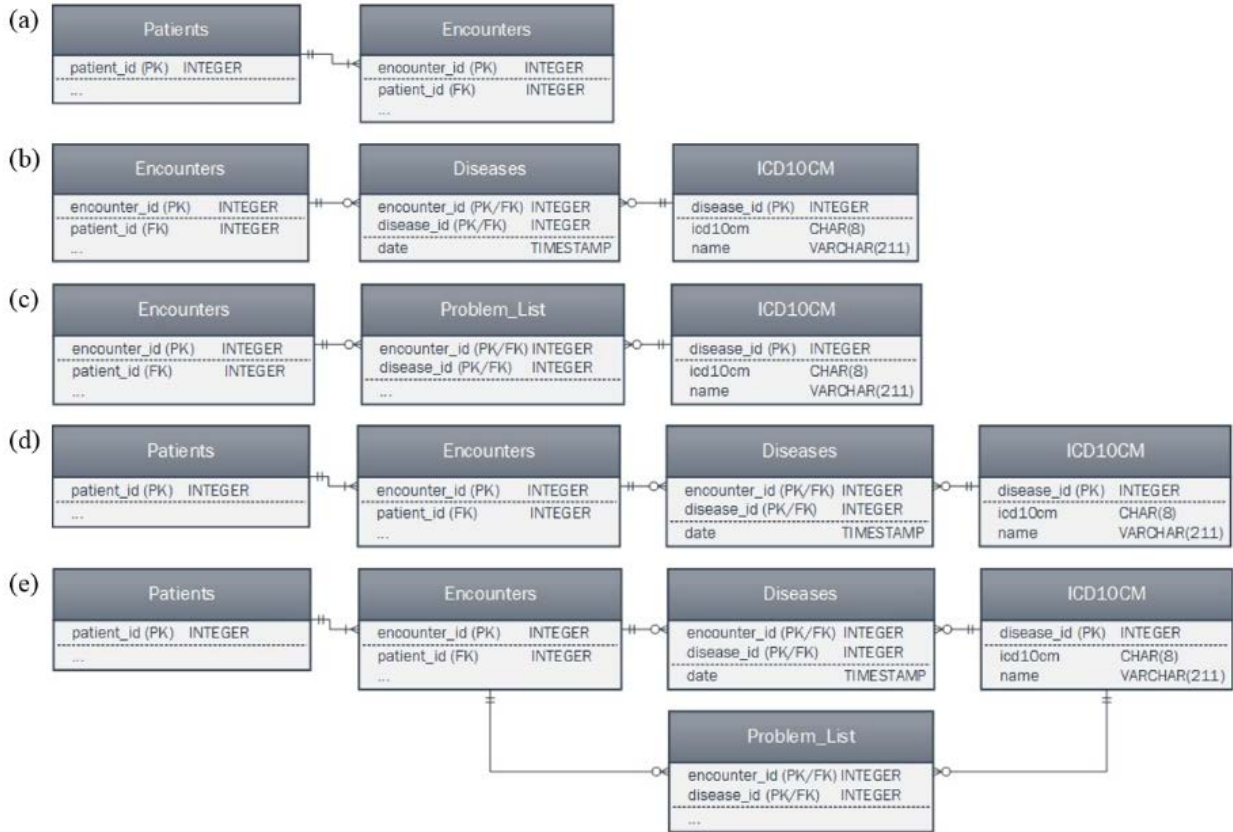 (a)
Patients Encounters
patient_id (PK) INTEGER encounter_id (PK) INTEGER
... patient_id (FK) INTEGER
...
(b)
Encounters Diseases ICD10CM
encounter_id (PK) INTEGER encounter_id (PK/FK) INTEGER disease_id (PK) INTEGER
patient_id (FK) INTEGER disease_id (PK/FK) INTEGER icd10cm CHAR(8)
... date TIMESTAMP name VARCHAR(211)
(c)
Encounters Problem_List ICD10CM
encounter_id (PK) INTEGER encounter_id (PK/FK) INTEGER disease_id (PK) INTEGER
patient_id (FK) INTEGER disease_id (PK/FK) INTEGER icd10cm CHAR(8)
... ... name VARCHAR(211)
(d)
Patients Encounters Diseases ICD10CM
patient_id (PK) INTEGER encounter_id (PK) INTEGER encounter_id (PK/FK) INTEGER disease_id (PK) INTEGER
... patient_id (FK) INTEGER disease_id (PK/FK) INTEGER icd10cm CHAR(8)
... date TIMESTAMP name VARCHAR(211)
(e)
Patients Encounters Diseases ICD10CM
patient_id (PK) INTEGER encounter_id (PK) INTEGER encounter_id (PK/FK) INTEGER disease_id (PK) INTEGER
... patient_id (FK) INTEGER disease_id (PK/FK) INTEGER icd10cm CHAR(8)
... date TIMESTAMP name VARCHAR(211)
Problem_List
encounter_id (PK/FK) INTEGER
disease_id (PK/FK) INTEGER
...